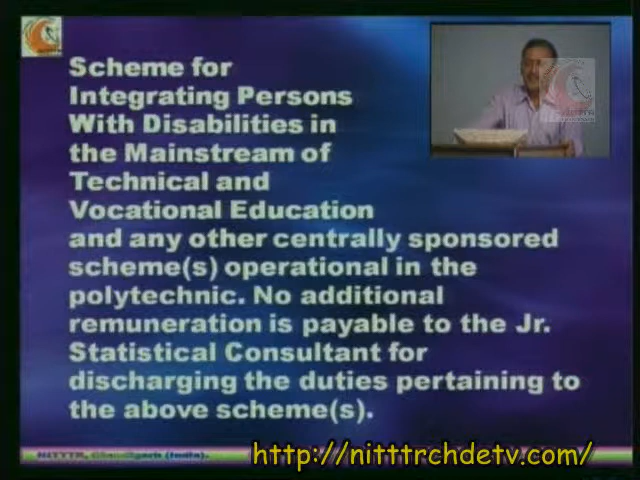 Scheme for
Integrating Persons
With Disabilities in
the Mainstream of
Technical and
Vocational Education
and any other centrally sponsored
scheme(s) operational in the
polytechnic. No additional
remuneration is payable to the Jr.
Statistical Consultant for
discharging the duties pertaining to
the above scheme(s).
NITTTR, Chandigarh (India).
http://nitttrchdetv.com/